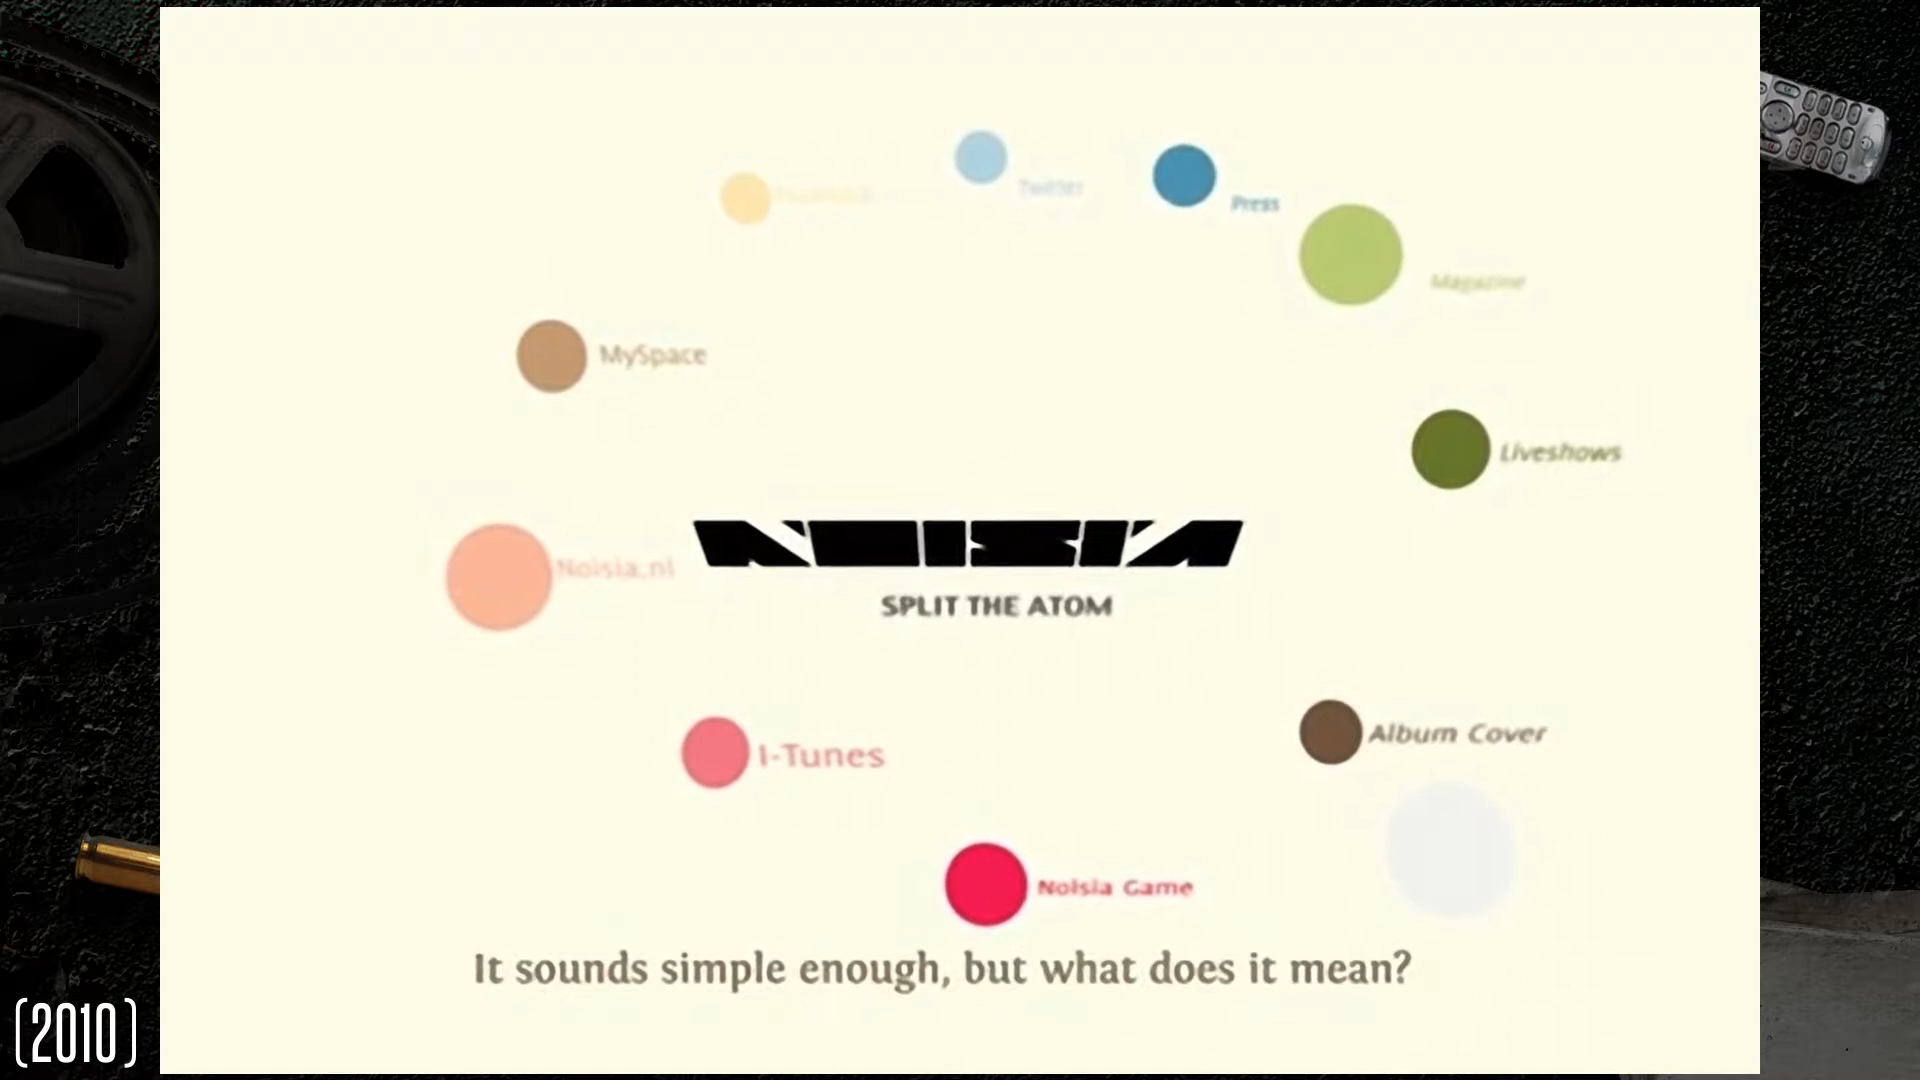 Twitter
Press
Magazine
MySpace
Liveshows
NOISIA
Noisia.nl
SPLIT THE ATOM
Album Cover
I-Tunes
Noisia Game
It sounds simple enough, but what does it mean?
(2010)